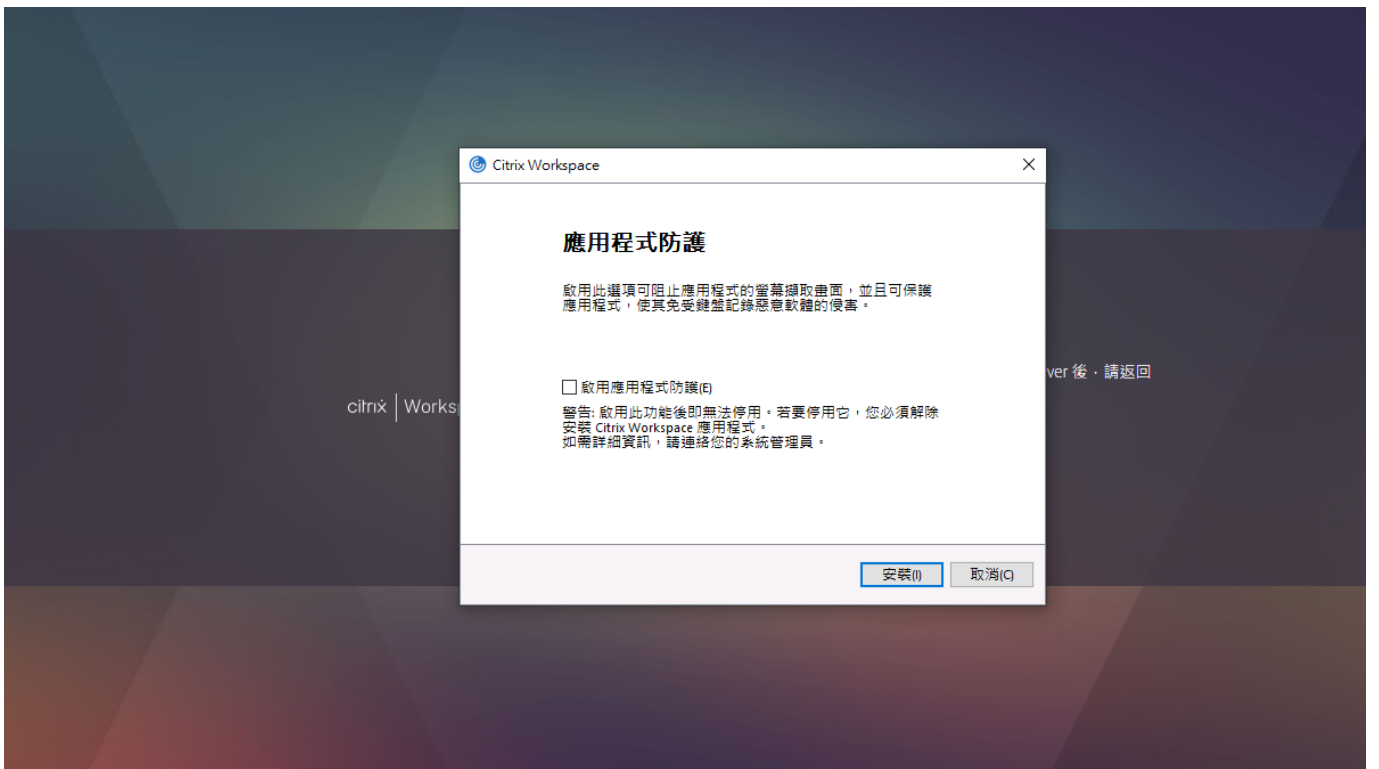 Citrix Workspace
應用程式防護
啟用此選項可阻止應用程式的螢幕擷取畫面，並且可保護
應用程式，使其免受鍵盤記錄惡意軟體的侵害。
ver 後，請返回
啟用應用程式防護(E)
citrix | Works
警告: 啟用此功能後即無法停用。若要停用它，您必須解除
安裝 Citrix Workspace 應用程式。
如需詳細資訊，請連絡您的系統管理員。
安裝(I)
取消(C)